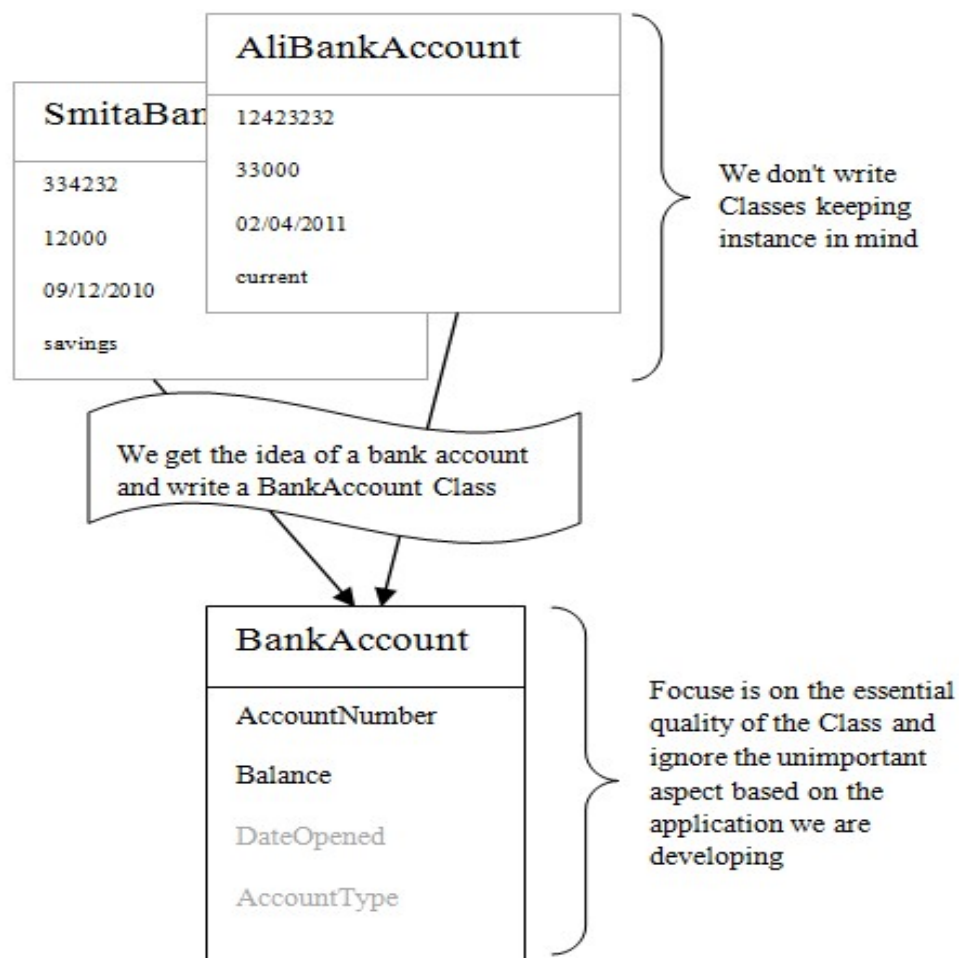 AliBankAccount
12423232
33000
02/04/2011
current
SmitaBan
334232
12000
09/12/2010
savings
We don't write
Classes keeping
instance in mind
We get the idea of a bank account
and write a BankAccount Class
BankAccount
AccountNumber
Balance
DateOpened
AccountType
Focuse is on the essential
quality of the Class and
ignore the unimportant
aspect based on the
application we are
developing